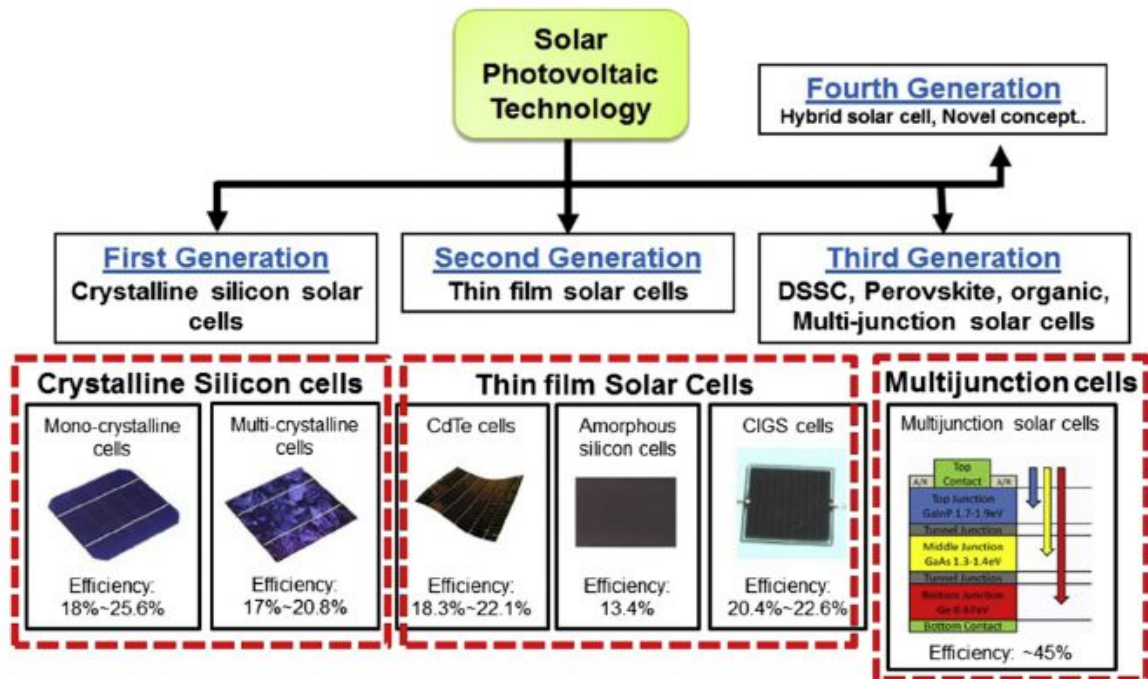 Solar
Photovoltaic
Technology
Fourth Generation
Hybrid solar cell, Novel concept..
First Generation
Crystalline silicon solar
cells
Second Generation
Thin film solar cells
Third Generation
DSSC, Perovskite, organic,
Multi-junction solar cells
Crystalline Silicon cells
Mono-crystalline
cells
Efficiency:
18%~25.6%
Multi-crystalline
cells
Efficiency:
17%~20.8%
Thin film Solar Cells
CdTe cells
Efficiency:
18.3%~22.1%
Amorphous
silicon cells
Efficiency:
13.4%
CIGS cells
Efficiency:
20.4%~22.6%
Multijunction cells
Multijunction solar cells
Top
Contact
A/R
A/R
Top Junction
GaInP 1.7-1.9eV
Tunnel Junction
Middle Junction
GaAs 1.3-1.4eV
Tunnel Junction
Bottom Junction
Ge 0.67eV
Bottom Contact
Efficiency: ~45%